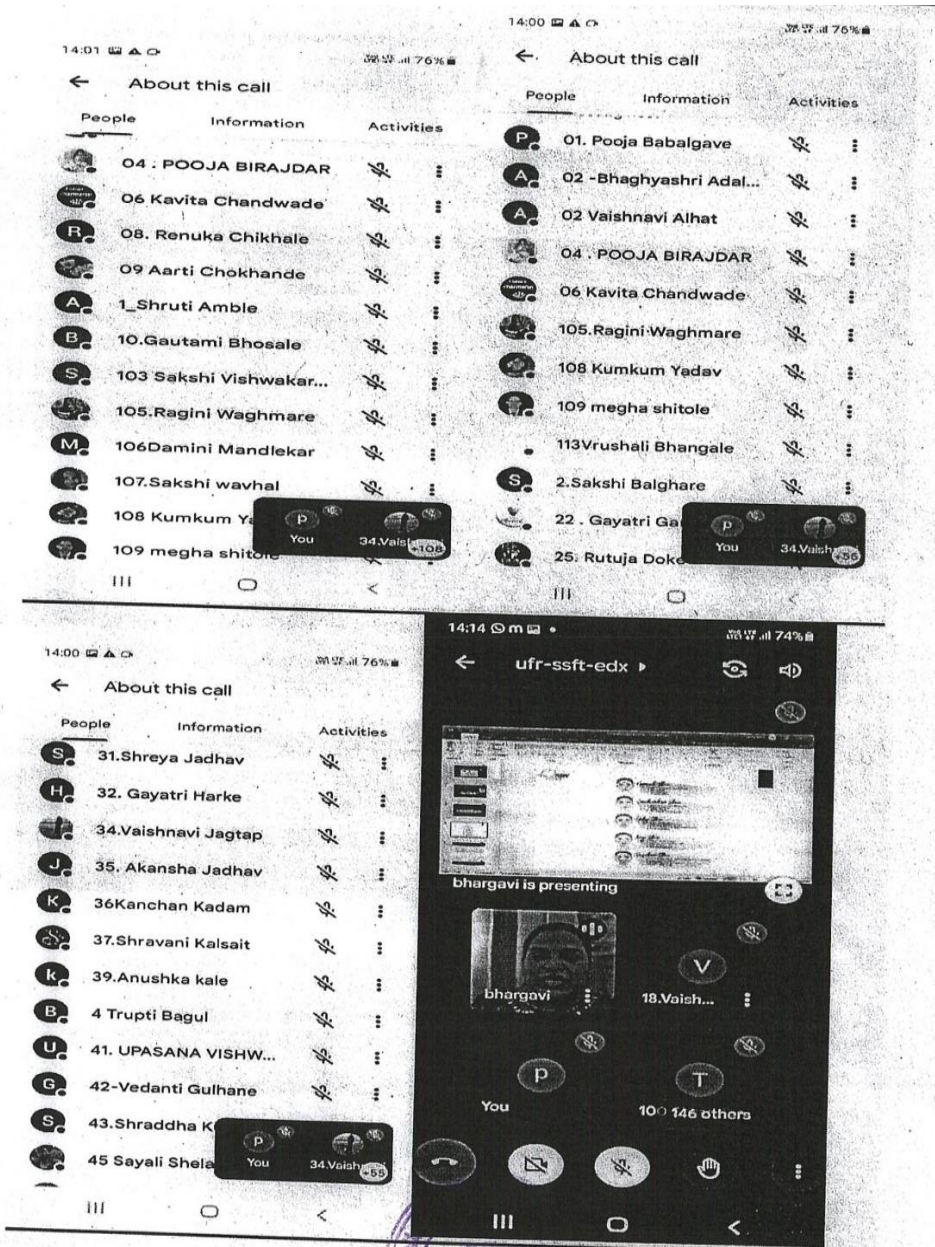 14:01 76%
← About this call
People Information Activities
04 . POOJA BIRAJDAR
06 Kavita Chandwade
R 08. Renuka Chikhale
09 Aarti Chokhande
A 1_Shruti Amble
B 10.Gautami Bhosale
S 103 Sakshi Vishwakar...
105.Ragini Waghmare
M 106Damini Mandlekar
107.Sakshi wavhal
108 Kumkum
109 megha
P
You 34.Vaish
+108
14:00 76%
← About this call
People Information Activities
P 01. Pooja Babalgave
A 02 -Bhaghyashri Adal...
A 02 Vaishnavi Alhat
04 . POOJA BIRAJDAR
06 Kavita Chandwade
105.Ragini Waghmare
108 Kumkum Yadav
109 megha shitole
113Vrushali Bhangale
S 2.Sakshi Balghare
22 . Gayatri
25. Rutuja Doke
P
You 34.Vaish
14:00 76%
← About this call
People Information Activities
S 31.Shreya Jadhav
H 32. Gayatri Harke
34.Vaishnavi Jagtap
J 35. Akansha Jadhav
K 36Kanchan Kadam
37.Shravani Kalsait
k 39.Anushka kale
B 4 Trupti Bagul
U 41. UPASANA VISHW...
G 42-Vedanti Gulhane
S 43.Shraddha
45 Sayali Shela
P
You 34.Vaish
+55
14:14 m 74%
← ufr-ssft-edx
bhargavi is presenting
V
bhargavi 18.Vaish...
P T
You 146 others